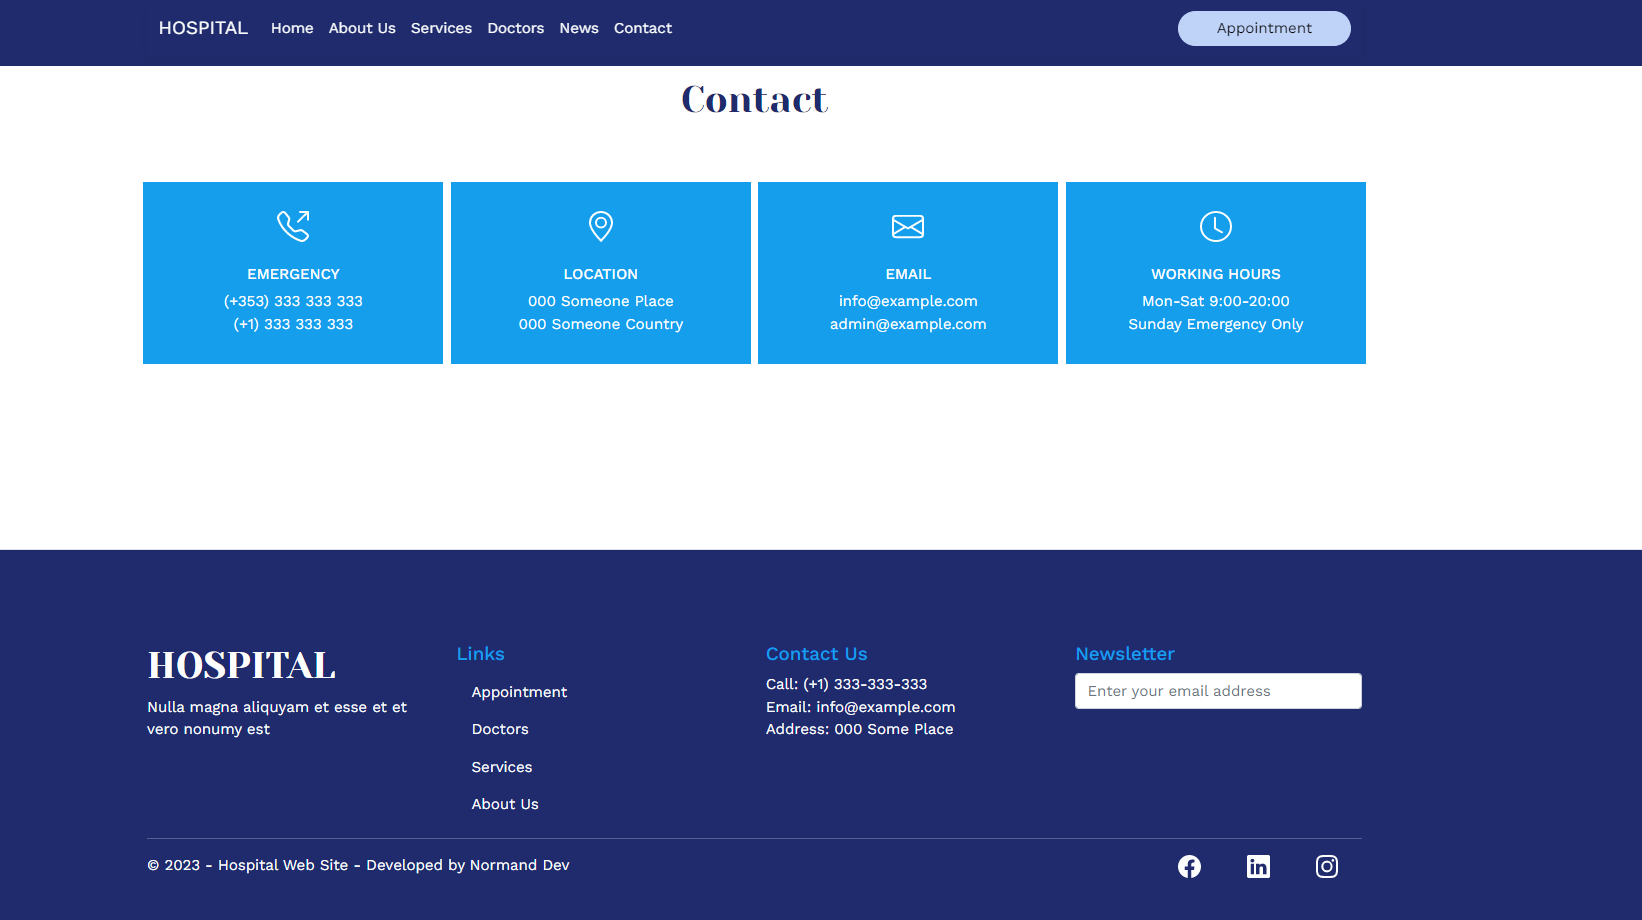 HOSPITAL Home About Us Services Doctors News Contact Appointment
Contact
EMERGENCY
(+353) 333 333 333
(+1) 333 333 333
LOCATION
000 Someone Place
000 Someone Country
EMAIL
info@example.com
admin@example.com
WORKING HOURS
Mon-Sat 9:00-20:00
Sunday Emergency Only
HOSPITAL
Nulla magna aliquyam et esse et et
vero nonumy est
Links
Appointment
Doctors
Services
About Us
Contact Us
Call: (+1) 333-333-333
Email: info@example.com
Address: 000 Some Place
Newsletter
Enter your email address
© 2023 - Hospital Web Site - Developed by Normand Dev